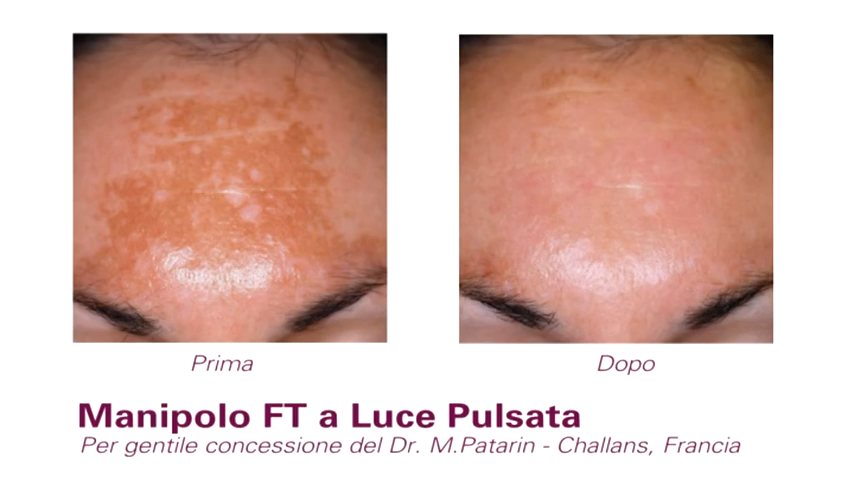 Prima
Dopo
Manipolo FT a Luce Pulsata
Per gentile concessione del Dr. M.Patarin - Challans, Francia